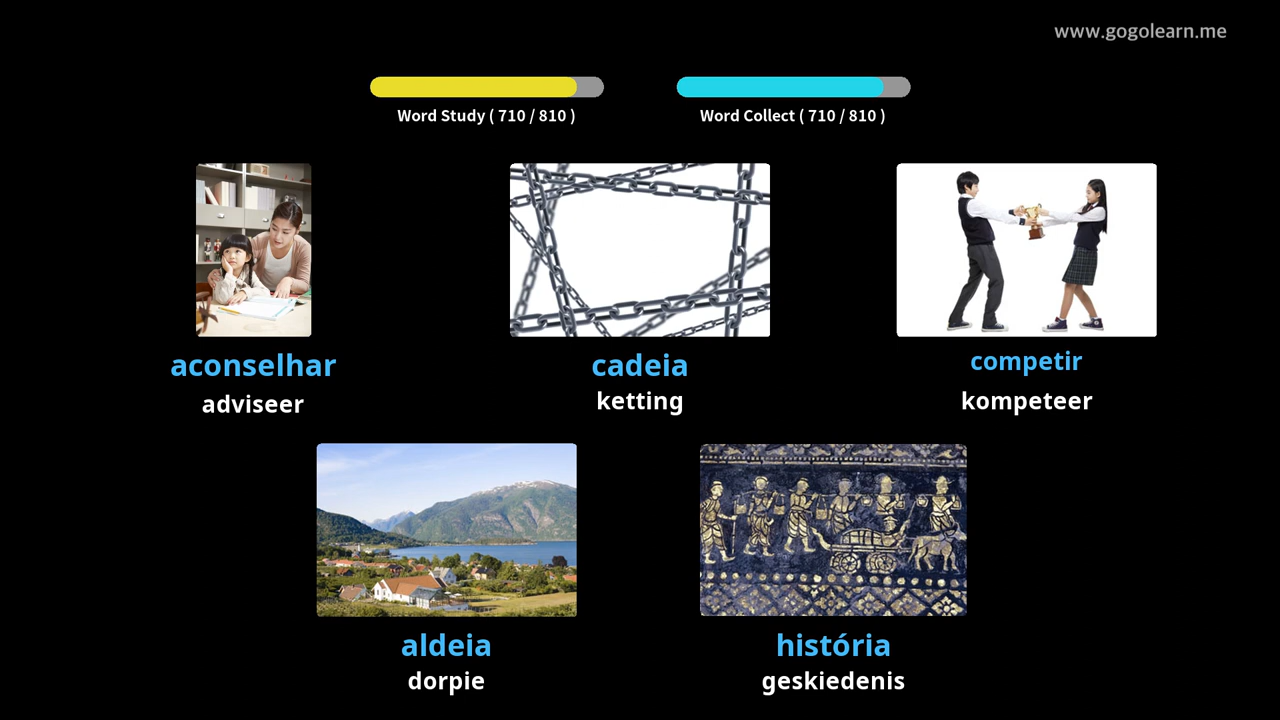 www.gogolearn.me
Word Study ( 710 / 810 )
Word Collect ( 710 / 810 )
aconselhar
adviseer
cadeia
ketting
competir
kompeteer
aldeia
dorpie
história
geskiedenis